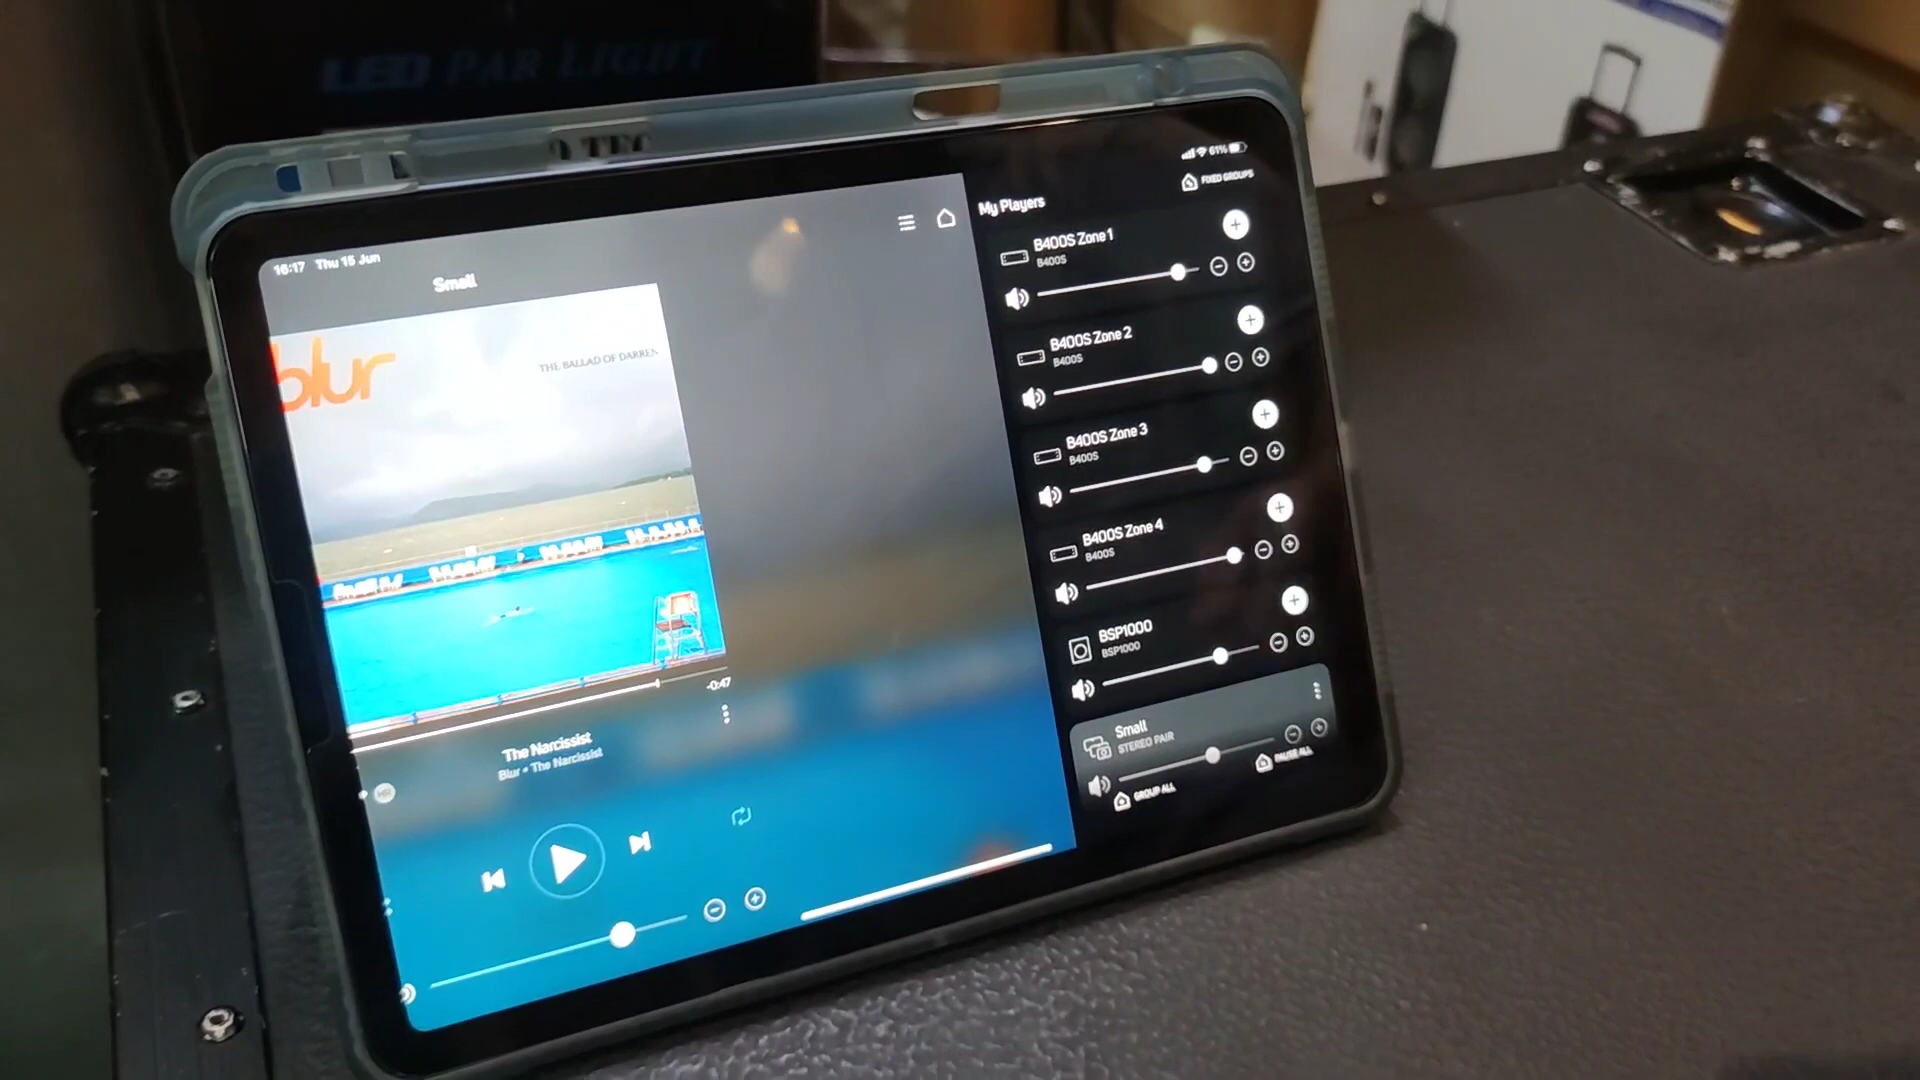 LED PAR LIGHT
16:17 Thu 15 Jun
Small
blur
THE BALLAD OF DARREN
-0:47
The Narcissist
Blur • The Narcissist
HR
61%
FIXED GROUPS
My Players
B400S Zone 1
B400S
B400S Zone 2
B400S
B400S Zone 3
B400S
B400S Zone 4
B400S
BSP1000
BSP1000
Small
STEREO PAIR
GROUP ALL
PAUSE ALL